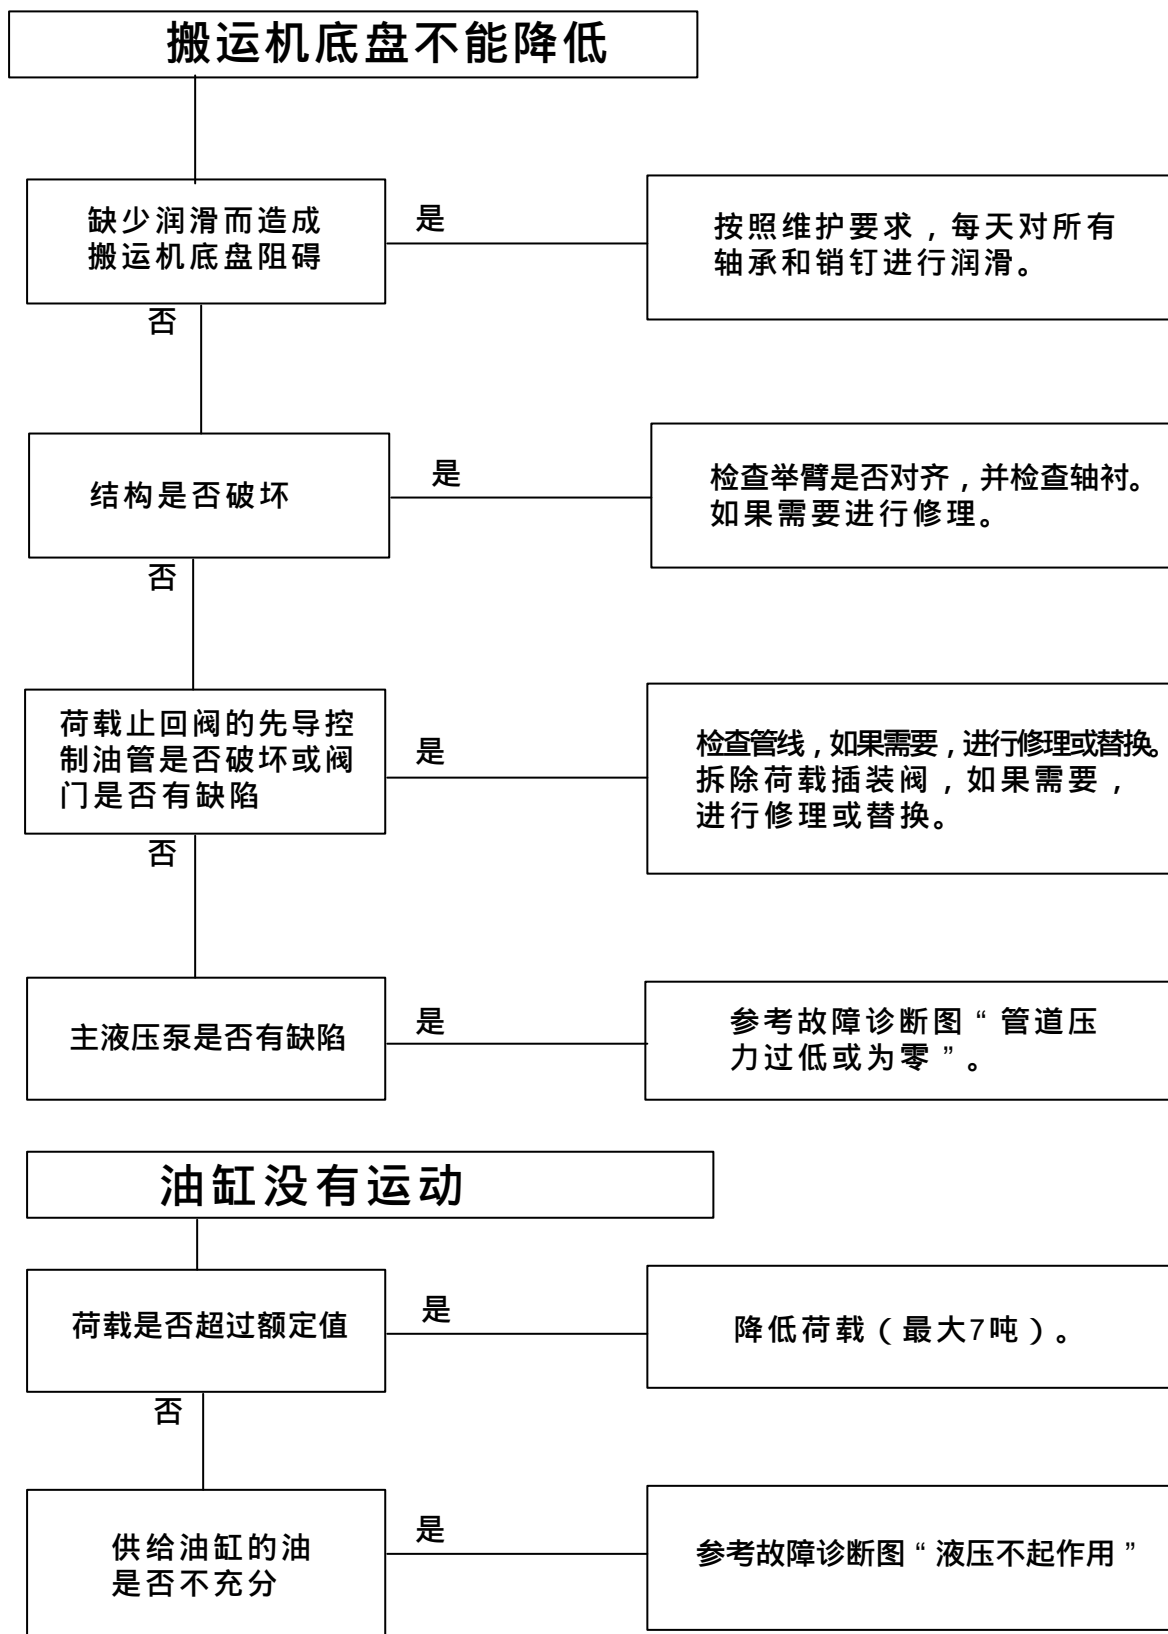 搬运机底盘不能降低
缺少润滑而造成
搬运机底盘阻碍
是
按照维护要求，每天对所有
轴承和销钉进行润滑。
否
结构是否破坏
是
检查举臂是否对齐，并检查轴衬。
如果需要进行修理。
否
荷载止回阀的先导控
制油管是否破坏或阀
门是否有缺陷
是
检查管线，如果需要，进行修理或替换。
拆除荷载插装阀，如果需要，
进行修理或替换。
否
主液压泵是否有缺陷
是
参考故障诊断图“管道压
力过低或为零”。
油缸没有运动
荷载是否超过额定值
是
降低荷载（最大7吨）。
否
供给油缸的油
是否不充分
是
参考故障诊断图“液压不起作用”